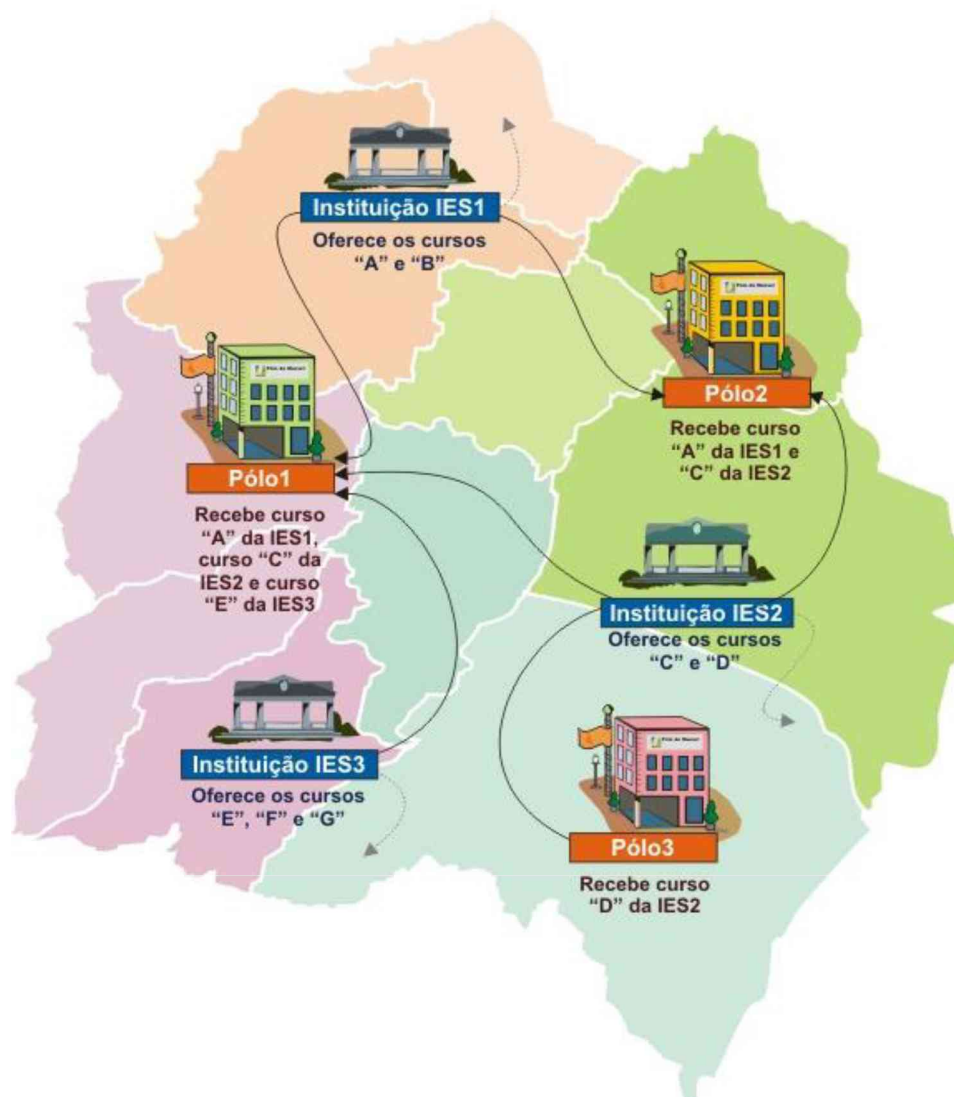 Instituição IES1
Oferece os cursos
“A” e “B”
Pólo2
Recebe curso
“A” da IES1 e
“C” da IES2
Pólo1
Recebe curso
“A” da IES1,
curso “C” da
IES2 e curso
“E” da IES3
Instituição IES2
Oferece os cursos
“C” e “D”
Instituição IES3
Oferece os cursos
“E”, “F” e “G”
Pólo3
Recebe curso
“D” da IES2